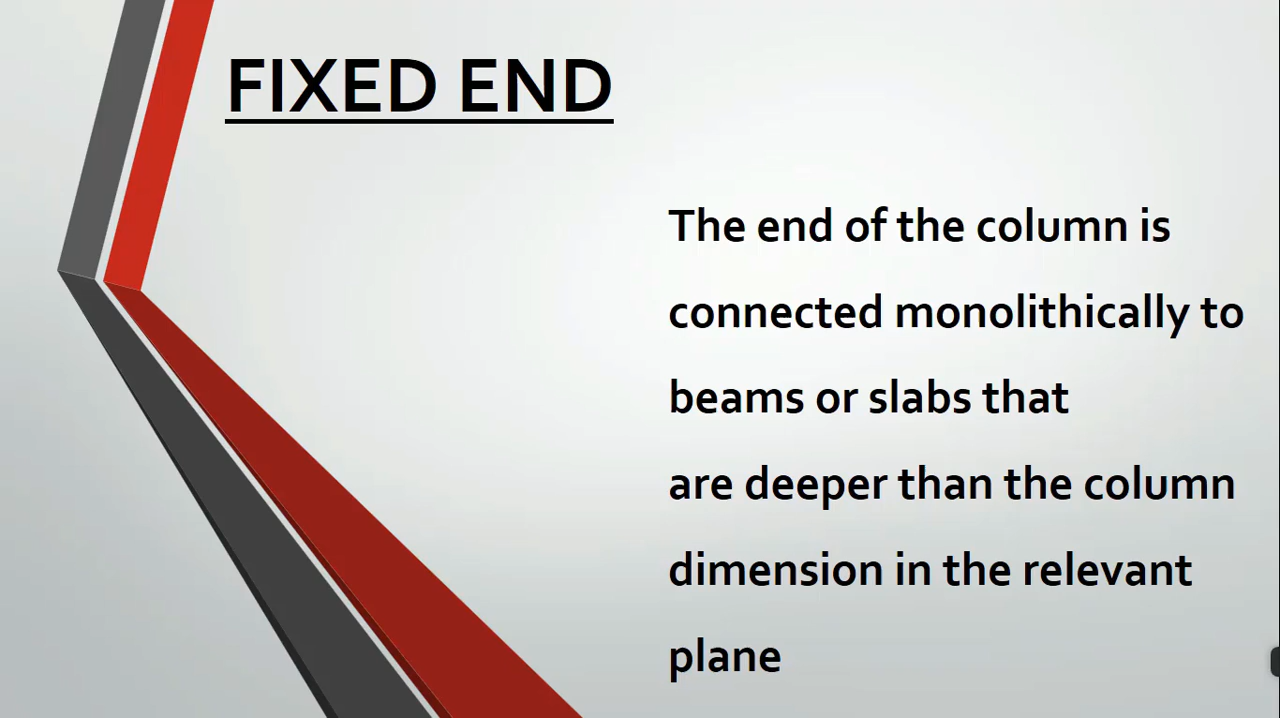 FIXED END
The end of the column is
connected monolithically to
beams or slabs that
are deeper than the column
dimension in the relevant
plane